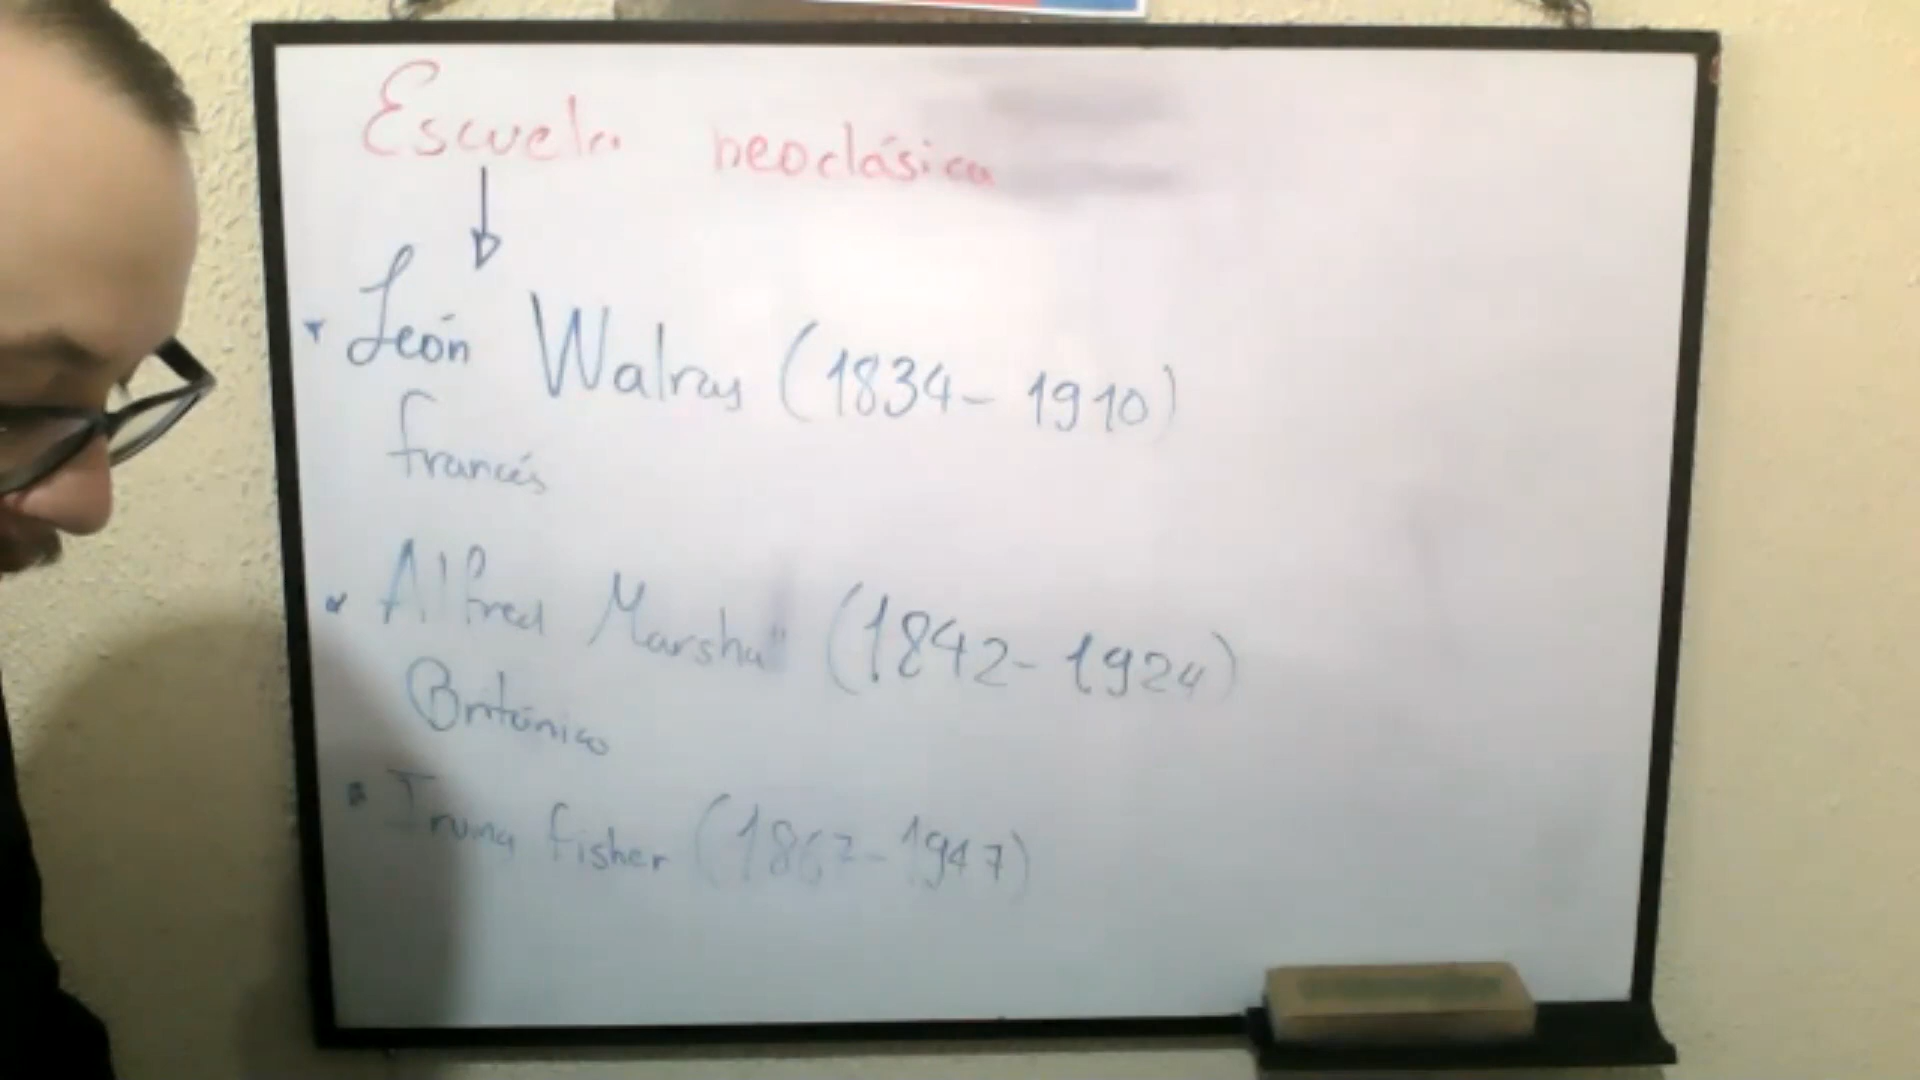 Escuela neoclásica
León Walras (1834-1910)
francés
Alfred Marshall (1842-1924)
Británico
Irving Fisher (1867-1947)